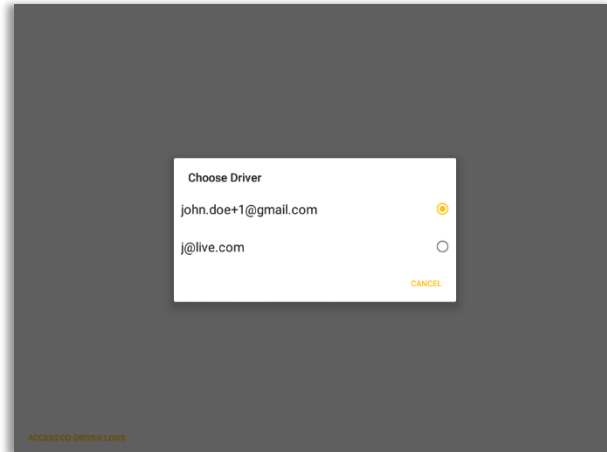 Choose Driver
john.doe+1@gmail.com
j@live.com
CANCEL
ACCESS CO-DRIVER LOGS